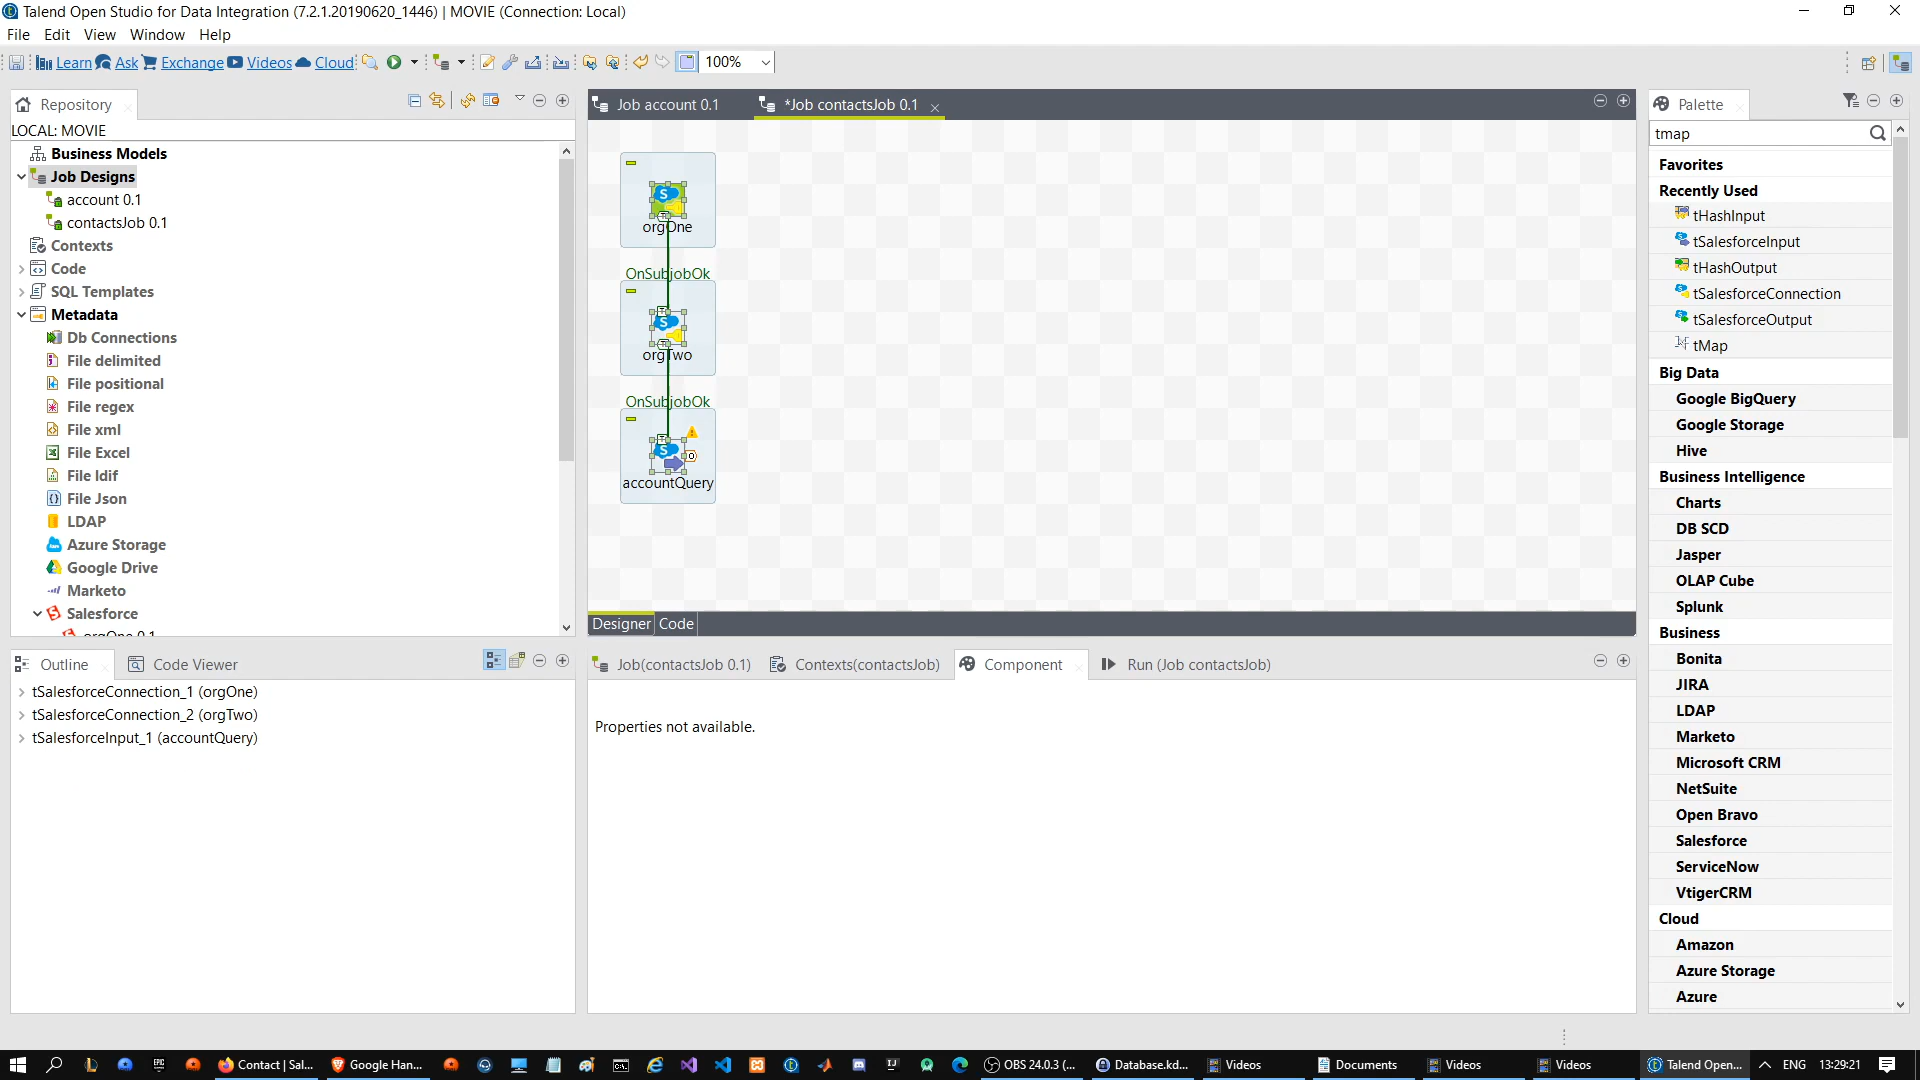 Talend Open Studio for Data Integration (7.2.1.20190620_1446) | MOVIE (Connection: Local)
File Edit View Window Help
Learn Ask Exchange Videos Cloud 100%
Repository
LOCAL: MOVIE
Business Models
Job Designs
account 0.1
contactsJob 0.1
Contexts
Code
SQL Templates
Metadata
Db Connections
File delimited
File positional
File regex
File xml
File Excel
File ldif
File Json
LDAP
Azure Storage
Google Drive
Marketo
Salesforce
orgOne 0.1
Job account 0.1
*Job contactsJob 0.1
orgOne
OnSubjobOk
orgTwo
OnSubjobOk
accountQuery
Designer Code
Palette
tmap
Favorites
Recently Used
tHashInput
tSalesforceInput
tHashOutput
tSalesforceConnection
tSalesforceOutput
tMap
Big Data
Google BigQuery
Google Storage
Hive
Business Intelligence
Charts
DB SCD
Jasper
OLAP Cube
Splunk
Business
Bonita
JIRA
LDAP
Marketo
Microsoft CRM
NetSuite
Open Bravo
Salesforce
ServiceNow
VtigerCRM
Cloud
Amazon
Azure Storage
Azure
Outline Code Viewer
tSalesforceConnection_1 (orgOne)
tSalesforceConnection_2 (orgTwo)
tSalesforceInput_1 (accountQuery)
Job(contactsJob 0.1) Contexts(contactsJob) Component Run (Job contactsJob)
Properties not available.
Contact | Sal... Google Han... OBS 24.0.3 (... Database.kd... Videos Documents Videos Videos Talend Open... ENG 13:29:21